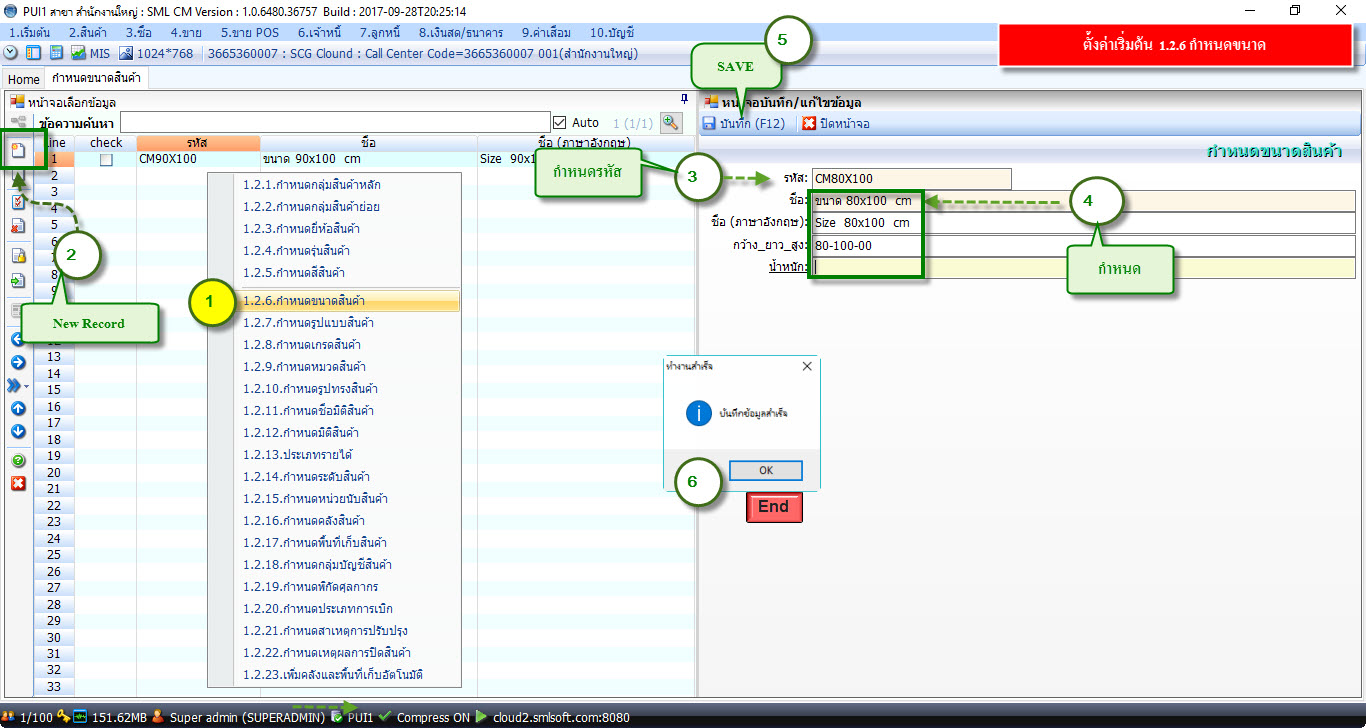 PUI1 สาขา สำนักงานใหญ่ : SML CM Version : 1.0.6480.36757 Build : 2017-09-28T20:25:14
1.เริ่มต้น 2.สินค้า 3.ซื้อ 4.ขาย 5.ขาย POS 6.เจ้าหนี้ 7.ลูกหนี้ 8.เงินสด/ธนาคาร 9.ค่าเสื่อม 10.บัญชี
MIS 1024*768 3665360007 : SCG Clound : Call Center Code=3665360007 001(สำนักงานใหญ่)
ตั้งค่าเริ่มต้น 1.2.6 กำหนดขนาด
5
SAVE
Home กำหนดขนาดสินค้า
หน้าจอเลือกข้อมูล
ข้อความค้นหา Auto 1 (1/1)
Line check รหัส ชื่อ ชื่อ (ภาษาอังกฤษ)
1 CM90X100 ขนาด 90x100 cm Size
2
3
4
5
6
8
9
13
14
15
16
17
18
19
20
21
22
23
24
25
26
27
28
29
30
31
32
33
2
New Record
1
1.2.1.กำหนดกลุ่มสินค้าหลัก
1.2.2.กำหนดกลุ่มสินค้าย่อย
1.2.3.กำหนดยี่ห้อสินค้า
1.2.4.กำหนดรุ่นสินค้า
1.2.5.กำหนดสีสินค้า
1.2.6.กำหนดขนาดสินค้า
1.2.7.กำหนดรูปแบบสินค้า
1.2.8.กำหนดเกรดสินค้า
1.2.9.กำหนดหมวดสินค้า
1.2.10.กำหนดรูปทรงสินค้า
1.2.11.กำหนดชื่อมิติสินค้า
1.2.12.กำหนดมิติสินค้า
1.2.13.ประเภทรายได้
1.2.14.กำหนดระดับสินค้า
1.2.15.กำหนดหน่วยนับสินค้า
1.2.16.กำหนดคลังสินค้า
1.2.17.กำหนดพื้นที่เก็บสินค้า
1.2.18.กำหนดกลุ่มบัญชีสินค้า
1.2.19.กำหนดพิกัดศุลกากร
1.2.20.กำหนดประเภทการเบิก
1.2.21.กำหนดสาเหตุการปรับปรุง
1.2.22.กำหนดเหตุผลการปิดสินค้า
1.2.23.เพิ่มคลังและพื้นที่เก็บอัตโนมัติ
หน้าจอบันทึก/แก้ไขข้อมูล
บันทึก (F12) ปิดหน้าจอ
กำหนดขนาดสินค้า
กำหนดรหัส
3
รหัส: CM80X100
ชื่อ: ขนาด 80x100 cm
ชื่อ (ภาษาอังกฤษ): Size 80x100 cm
กว้าง_ยาว_สูง: 80-100-00
น้ำหนัก:
4
กำหนด
ทำงานสำเร็จ
บันทึกข้อมูลสำเร็จ
OK
6
End
1/100 151.62MB Super admin (SUPERADMIN) PUI1 Compress ON cloud2.smlsoft.com:8080